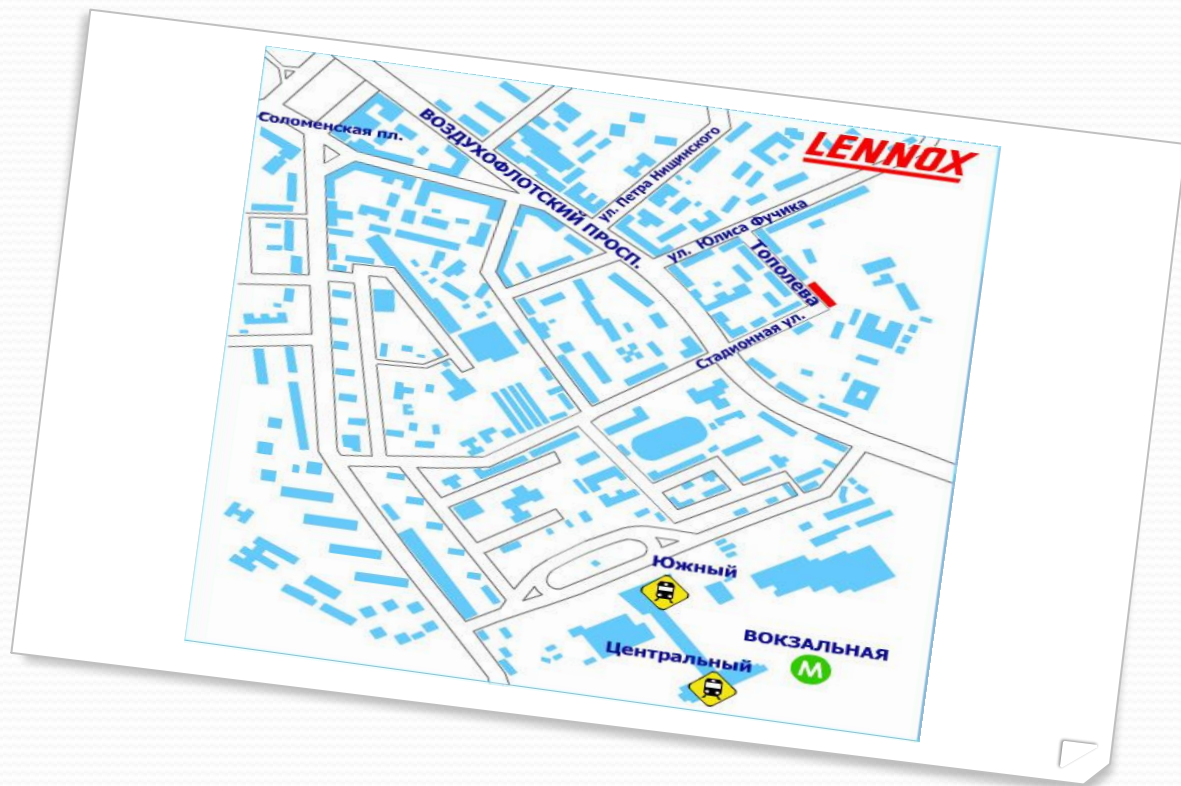 Соломенская пл.
ВОЗДУХОФЛОТСКИЙ ПРОСП.
ул. Петра Нищинского
LENNOX
ул. Юлиса Фучика
Тополева
Стадионная ул.
Южный
ВОКЗАЛЬНАЯ
М
Центральный